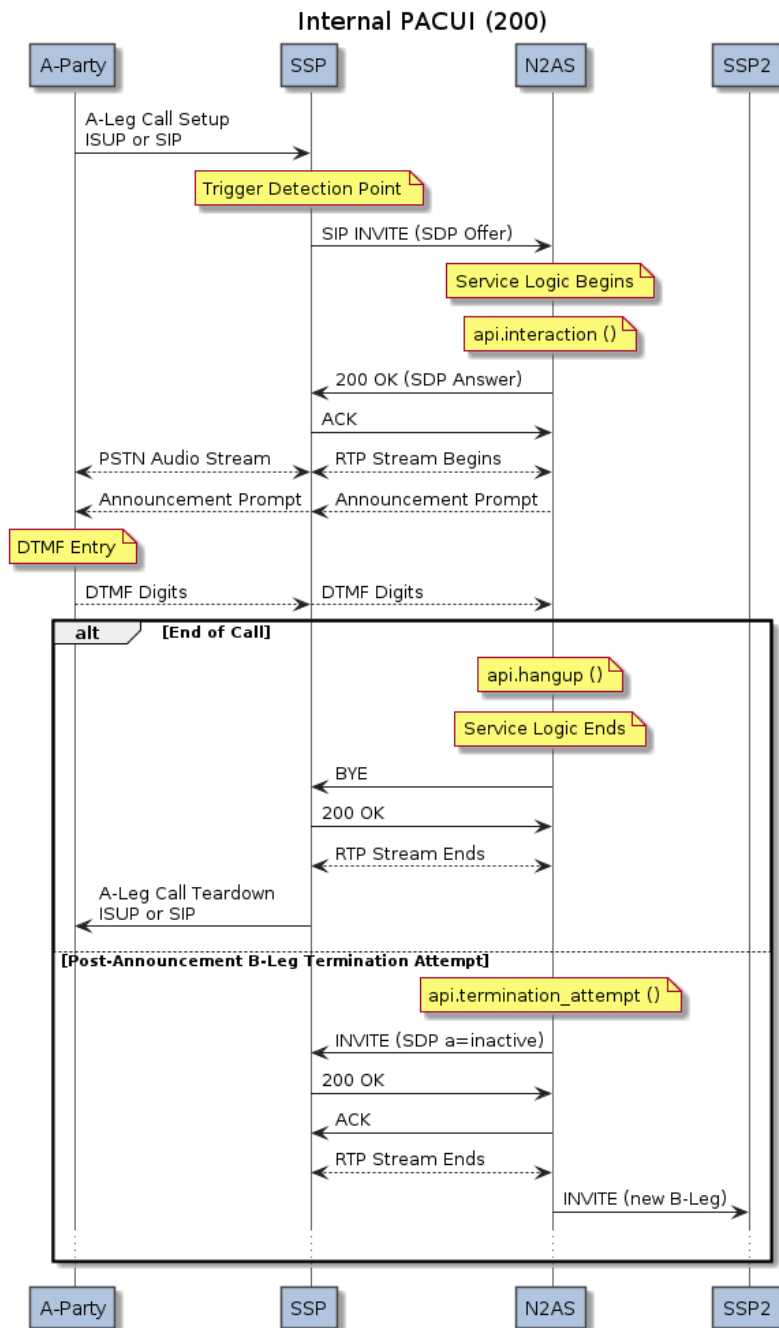 Internal PACUI (200)
A-Party
SSP
N2AS
SSP2
A-Leg Call Setup
ISUP or SIP
Trigger Detection Point
SIP INVITE (SDP Offer)
Service Logic Begins
api.interaction ()
200 OK (SDP Answer)
ACK
PSTN Audio Stream
RTP Stream Begins
Announcement Prompt
Announcement Prompt
DTMF Entry
DTMF Digits
DTMF Digits
alt
[End of Call]
api.hangup ()
Service Logic Ends
BYE
200 OK
RTP Stream Ends
A-Leg Call Teardown
ISUP or SIP
[Post-Announcement B-Leg Termination Attempt]
api.termination_attempt ()
INVITE (SDP a=inactive)
200 OK
ACK
RTP Stream Ends
INVITE (new B-Leg)
A-Party
SSP
N2AS
SSP2